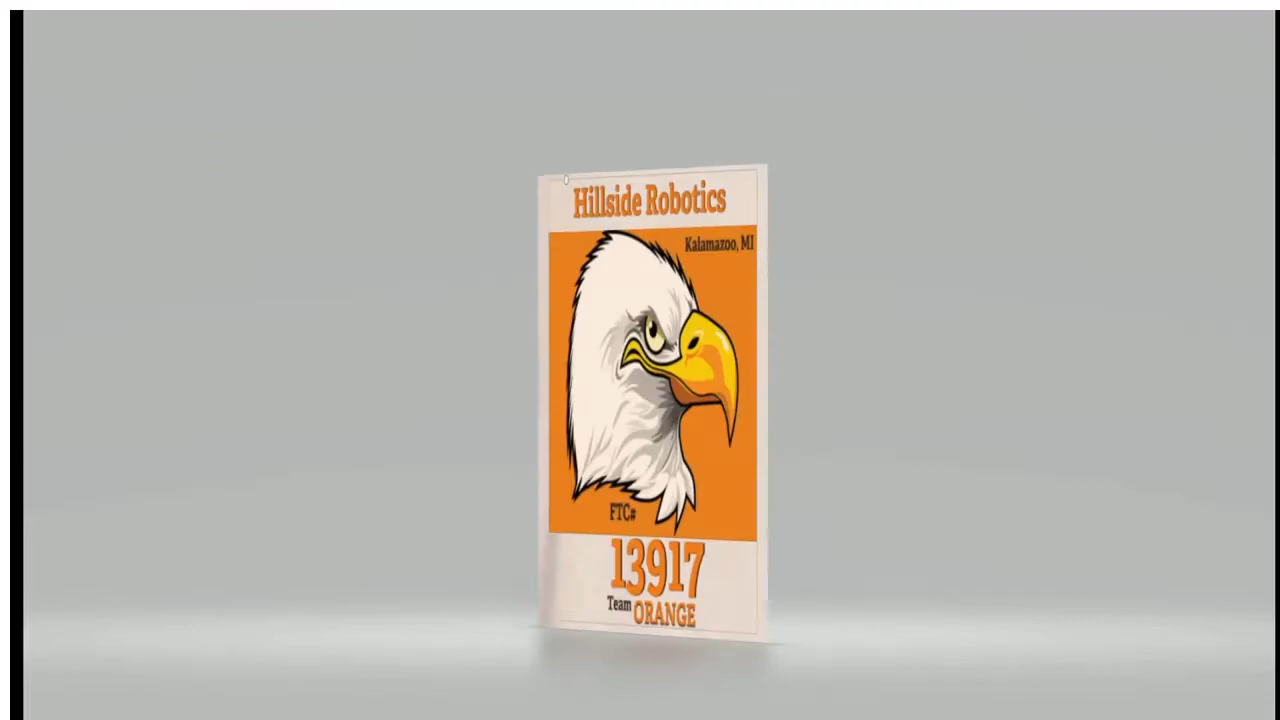 Hillside Robotics
Kalamazoo, MI
FTC#
13917
Team ORANGE